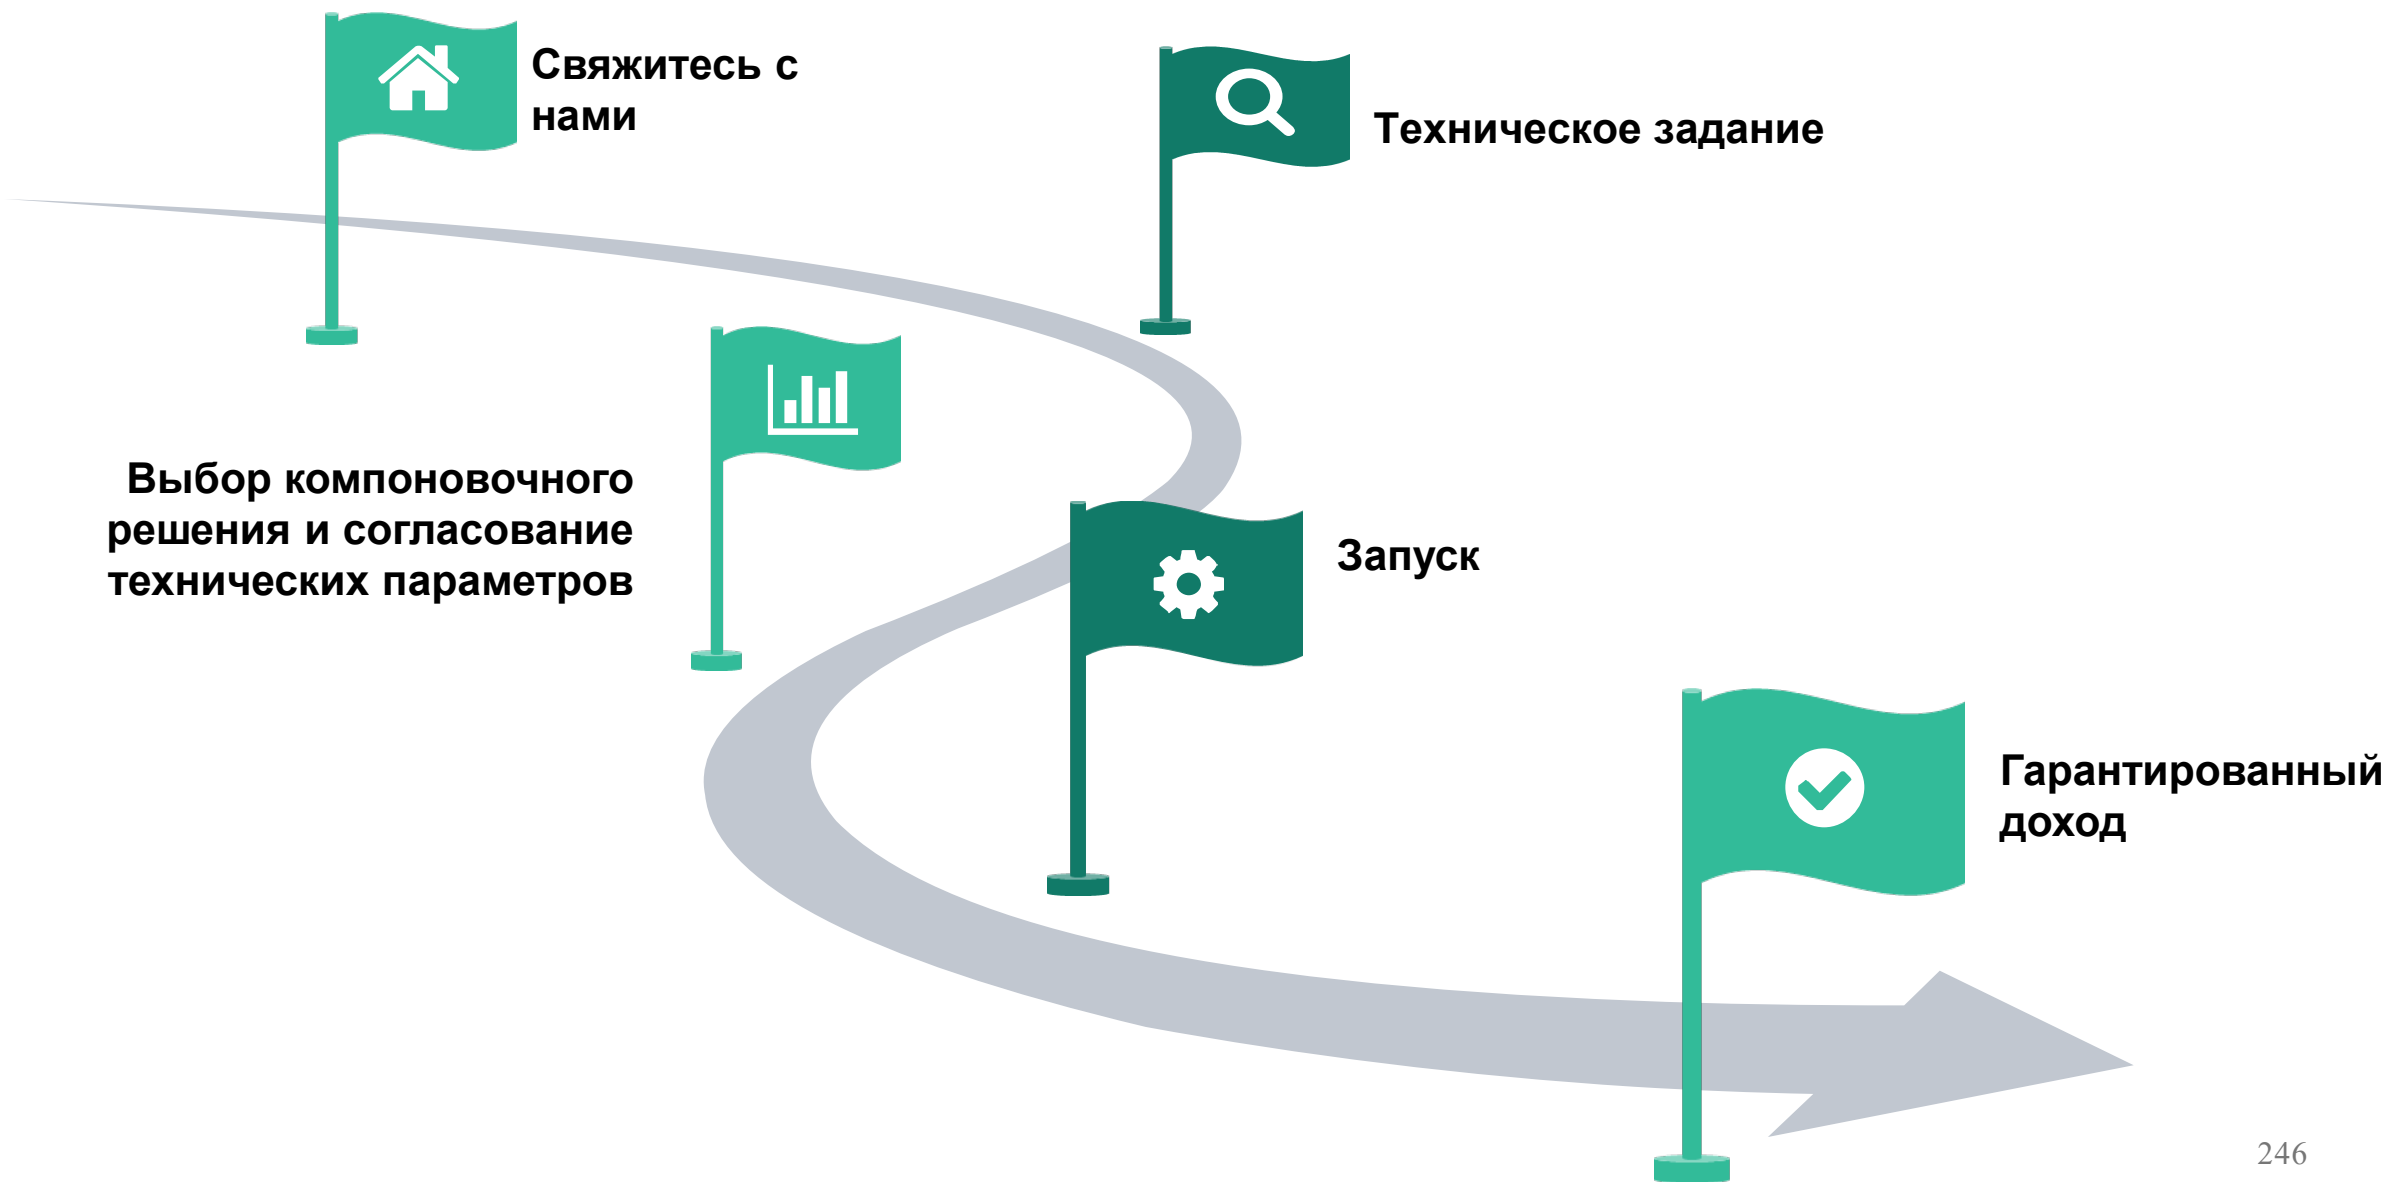 Свяжитесь с
нами
Техническое задание
Выбор компоновочного
решения и согласование
технических параметров
Запуск
Гарантированный
доход
246